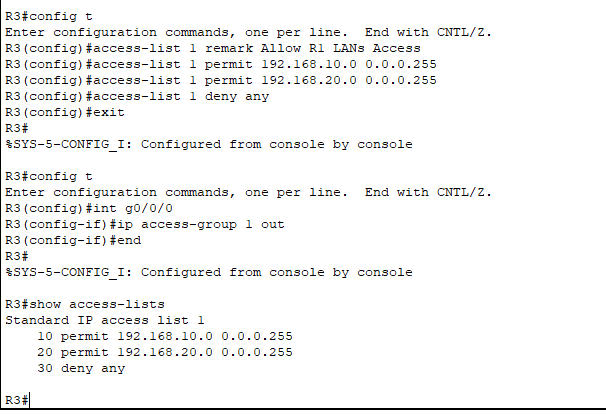 R3#config t
Enter configuration commands, one per line.  End with CNTL/Z.
R3(config)#access-list 1 remark Allow R1 LANs Access
R3(config)#access-list 1 permit 192.168.10.0 0.0.0.255
R3(config)#access-list 1 permit 192.168.20.0 0.0.0.255
R3(config)#access-list 1 deny any
R3(config)#exit
R3#
%SYS-5-CONFIG_I: Configured from console by console
R3#config t
Enter configuration commands, one per line.  End with CNTL/Z.
R3(config)#int g0/0/0
R3(config-if)#ip access-group 1 out
R3(config-if)#end
R3#
%SYS-5-CONFIG_I: Configured from console by console
R3#show access-lists
Standard IP access list 1
    10 permit 192.168.10.0 0.0.0.255
    20 permit 192.168.20.0 0.0.0.255
    30 deny any
R3#